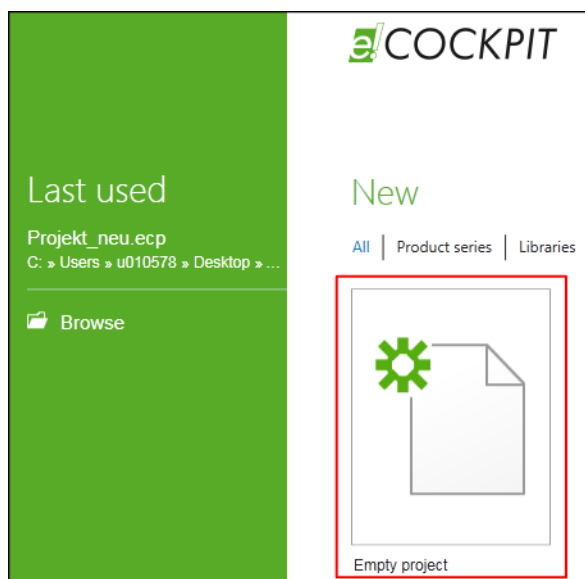 e!COCKPIT
Last used
Projekt_neu.ecp
C: » Users » u010578 » Desktop » ...
Browse
New
All | Product series | Libraries
Empty project